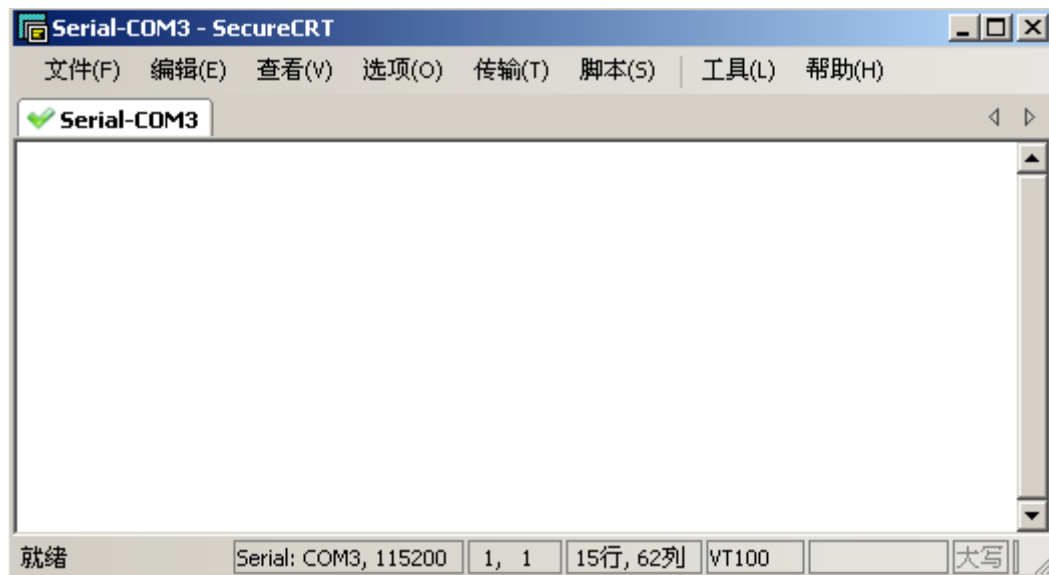 Serial-COM3 - SecureCRT
文件(F) 编辑(E) 查看(V) 选项(O) 传输(T) 脚本(S) 工具(L) 帮助(H)
Serial-COM3
就绪 Serial: COM3, 115200 1, 1 15行, 62列 VT100 大写